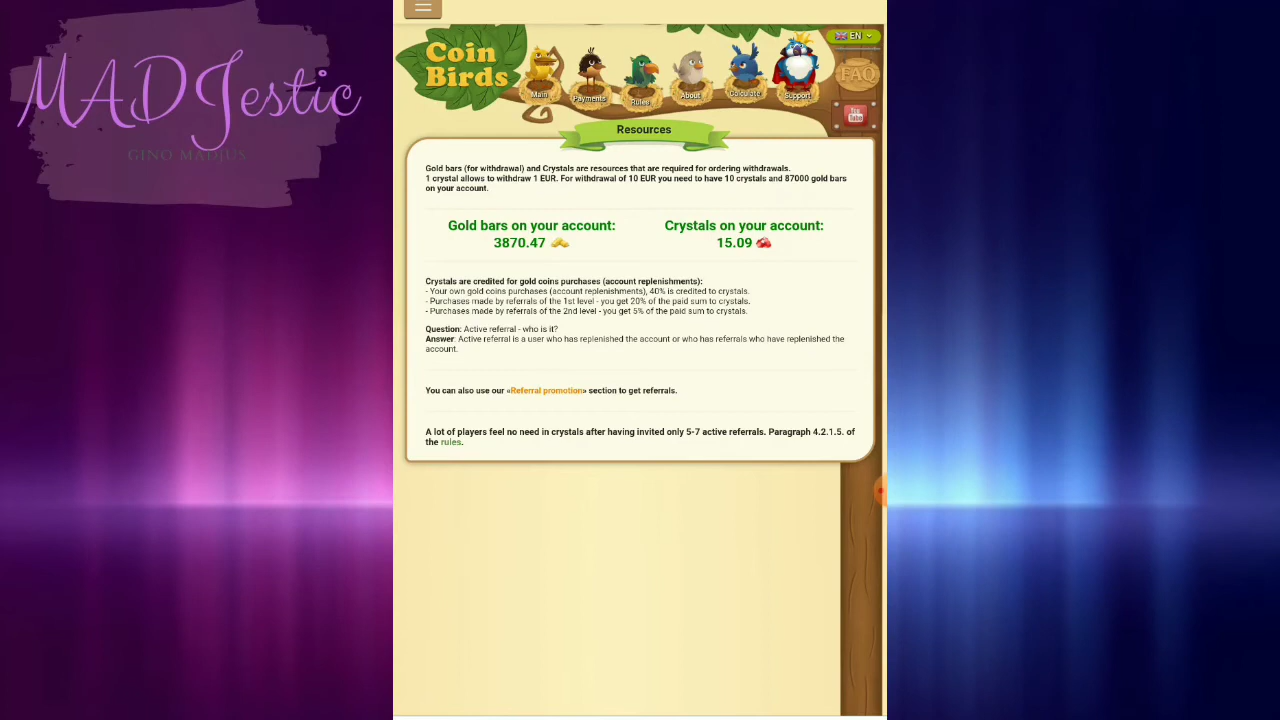 MADJestic
GINO MADJUS
Coin
Birds
Main
Payments
Rules
About
Calculate
Support
EN
FAQ
You
Tube
Resources
Gold bars (for withdrawal) and Crystals are resources that are required for ordering withdrawals.
1 crystal allows to withdraw 1 EUR. For withdrawal of 10 EUR you need to have 10 crystals and 87000 gold bars
on your account.
Gold bars on your account:
3870.47
Crystals on your account:
15.09
Crystals are credited for gold coins purchases (account replenishments):
- Your own gold coins purchases (account replenishments), 40% is credited to crystals.
- Purchases made by referrals of the 1st level - you get 20% of the paid sum to crystals.
- Purchases made by referrals of the 2nd level - you get 5% of the paid sum to crystals.
Question: Active referral - who is it?
Answer: Active referral is a user who has replenished the account or who has referrals who have replenished the
account.
You can also use our «Referral promotion» section to get referrals.
A lot of players feel no need in crystals after having invited only 5-7 active referrals. Paragraph 4.2.1.5. of
the rules.